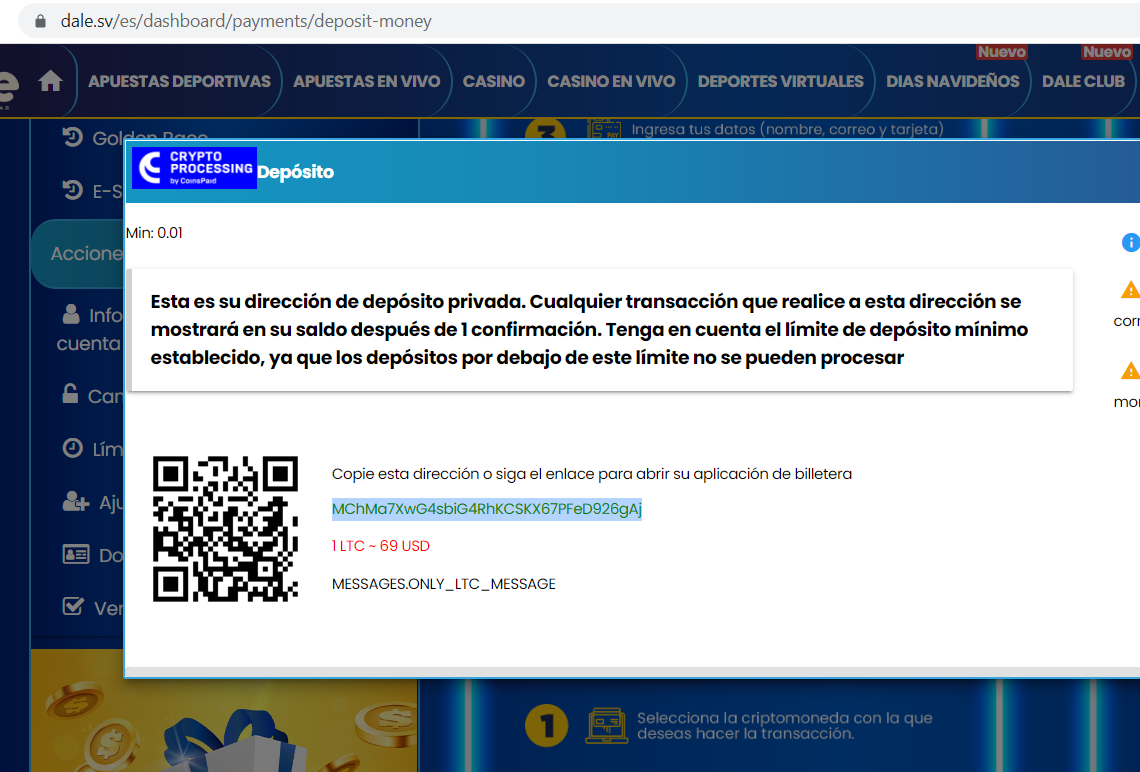 dale.sv/es/dashboard/payments/deposit-money
Nuevo
Nuevo
APUESTAS DEPORTIVAS
APUESTAS EN VIVO
CASINO
CASINO EN VIVO
DEPORTES VIRTUALES
DIAS NAVIDEÑOS
DALE CLUB
3
Ingresa tus datos (nombre, correo y tarjeta)
Golden Race
E-S
Accione
Info
cuenta
Can
Lím
Aju
Do
Ver
CRYPTO
PROCESSING
by CoinsPaid
Depósito
Min: 0.01
Esta es su dirección de depósito privada. Cualquier transacción que realice a esta dirección se
mostrará en su saldo después de 1 confirmación. Tenga en cuenta el límite de depósito mínimo
establecido, ya que los depósitos por debajo de este límite no se pueden procesar
corr
mor
Copie esta dirección o siga el enlace para abrir su aplicación de billetera
MChMa7XwG4sbiG4RhKCSKX67PFeD926gAj
1 LTC ~ 69 USD
MESSAGES.ONLY_LTC_MESSAGE
1
Selecciona la criptomoneda con la que
deseas hacer la transacción.